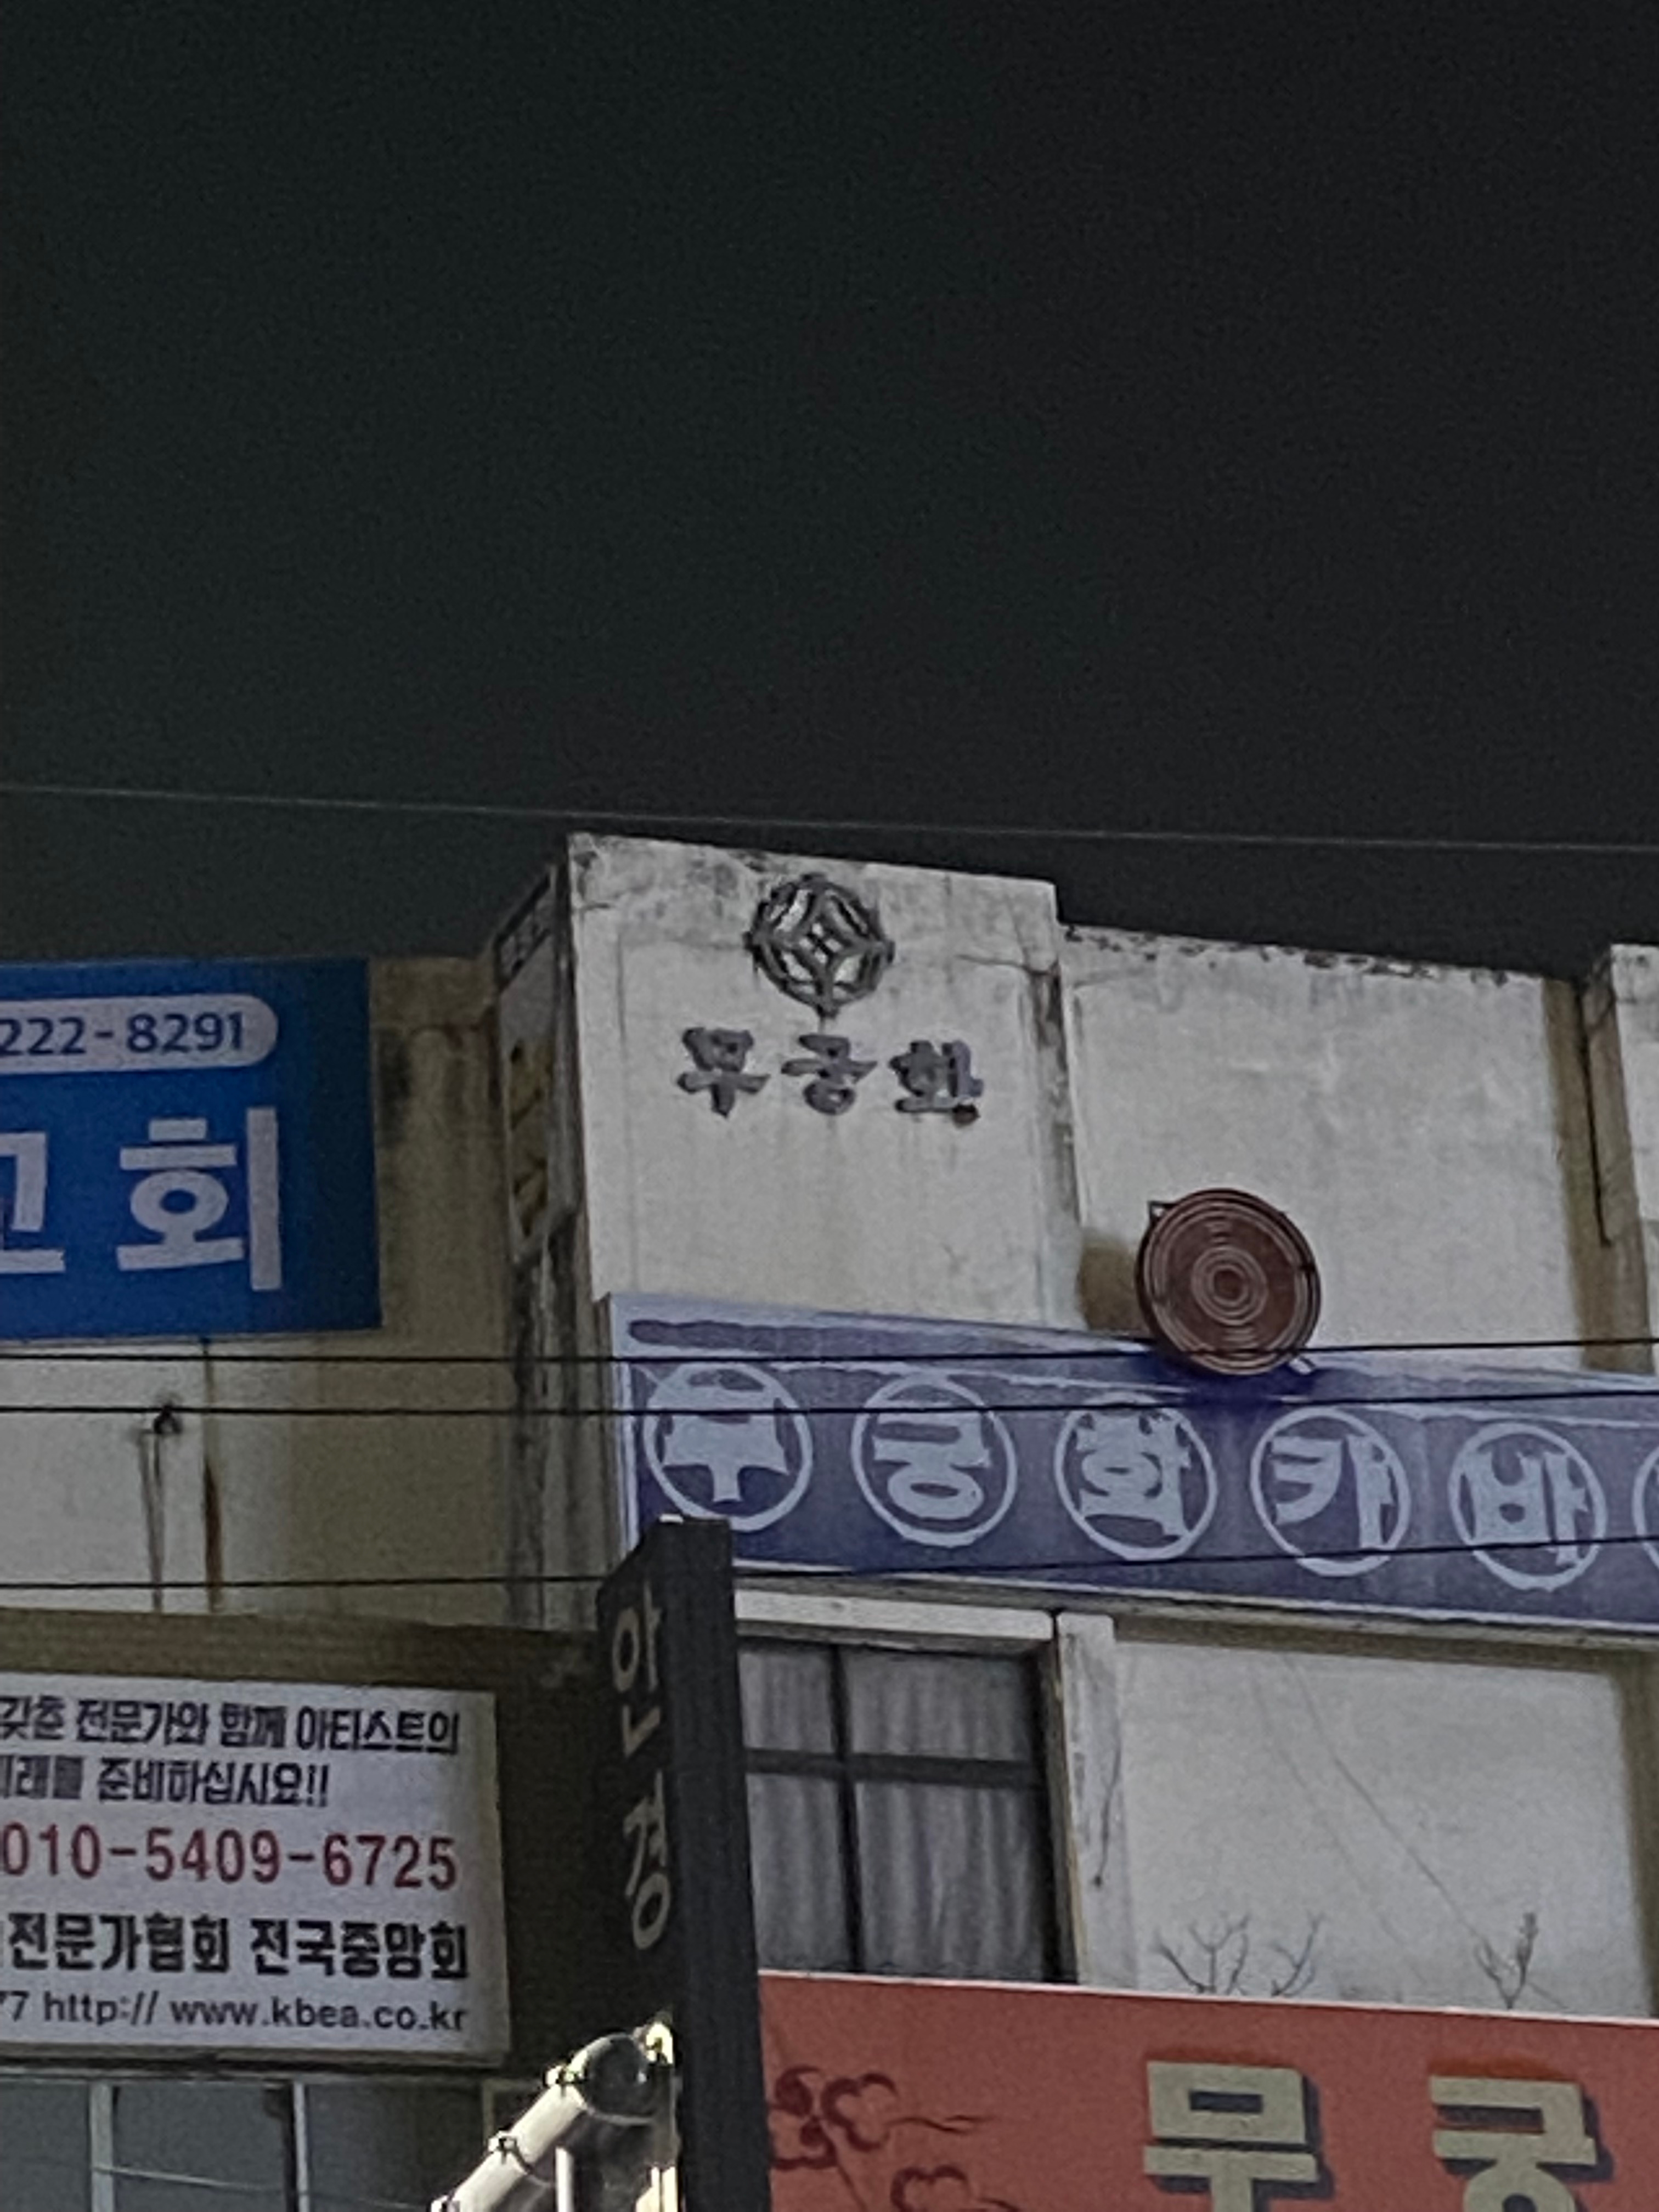 222-8291
교회
무궁화
무궁화카바
안경
갖춘 전문가와 함께 아티스트의
미래를 준비하십시요!!
010-5409-6725
전문가협회 전국중앙회
77 http:// www.kbea.co.kr
무궁